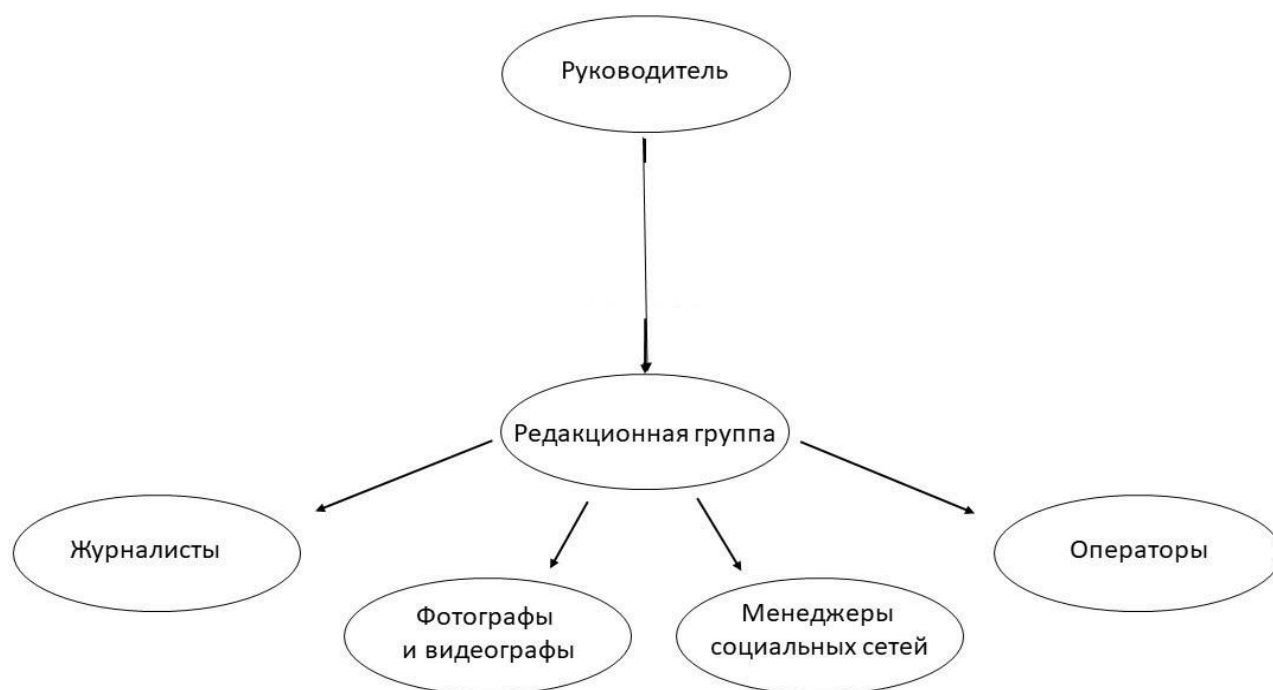 Руководитель
Редакционная группа
Журналисты
Операторы
Фотографы
и видеографы
Менеджеры
социальных сетей